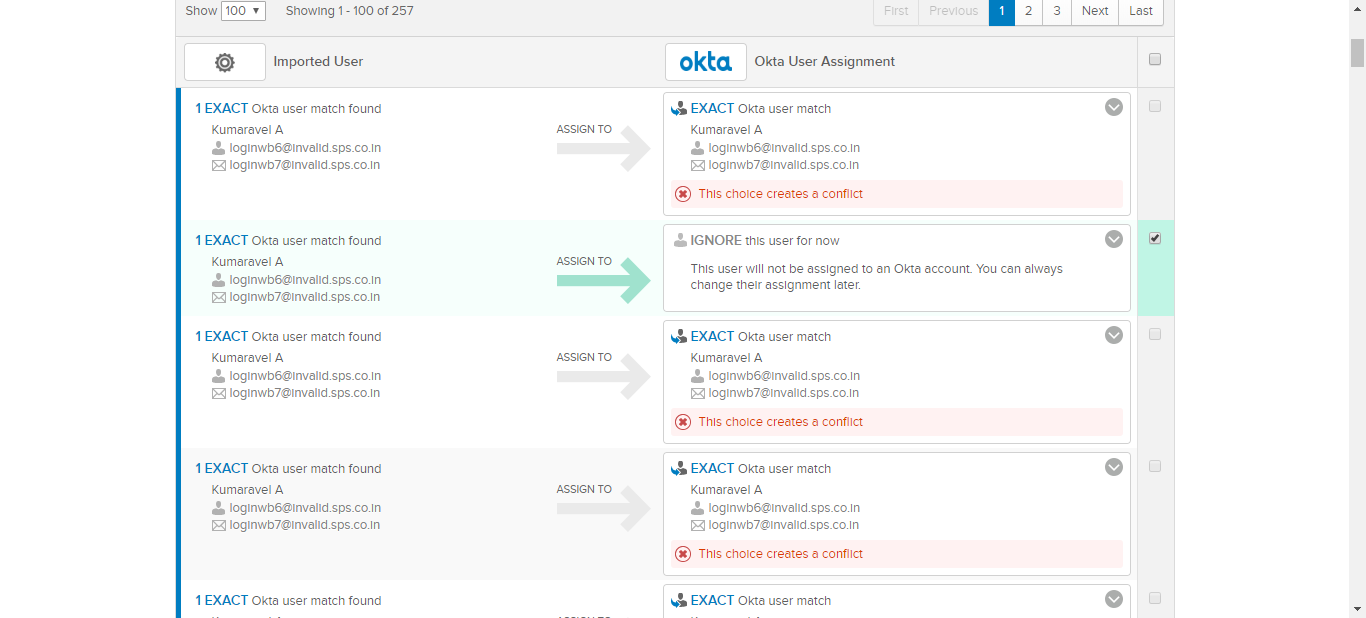 Show 100 Showing 1 - 100 of 257 First Previous 1 2 3 Next Last
Imported User okta Okta User Assignment
1 EXACT Okta user match found
Kumaravel A
loginwb6@invalid.sps.co.in
loginwb7@invalid.sps.co.in
ASSIGN TO
EXACT Okta user match
Kumaravel A
loginwb6@invalid.sps.co.in
loginwb7@invalid.sps.co.in
This choice creates a conflict
1 EXACT Okta user match found
Kumaravel A
loginwb6@invalid.sps.co.in
loginwb7@invalid.sps.co.in
ASSIGN TO
IGNORE this user for now
This user will not be assigned to an Okta account. You can always
change their assignment later.
1 EXACT Okta user match found
Kumaravel A
loginwb6@invalid.sps.co.in
loginwb7@invalid.sps.co.in
ASSIGN TO
EXACT Okta user match
Kumaravel A
loginwb6@invalid.sps.co.in
loginwb7@invalid.sps.co.in
This choice creates a conflict
1 EXACT Okta user match found
Kumaravel A
loginwb6@invalid.sps.co.in
loginwb7@invalid.sps.co.in
ASSIGN TO
EXACT Okta user match
Kumaravel A
loginwb6@invalid.sps.co.in
loginwb7@invalid.sps.co.in
This choice creates a conflict
1 EXACT Okta user match found
EXACT Okta user match